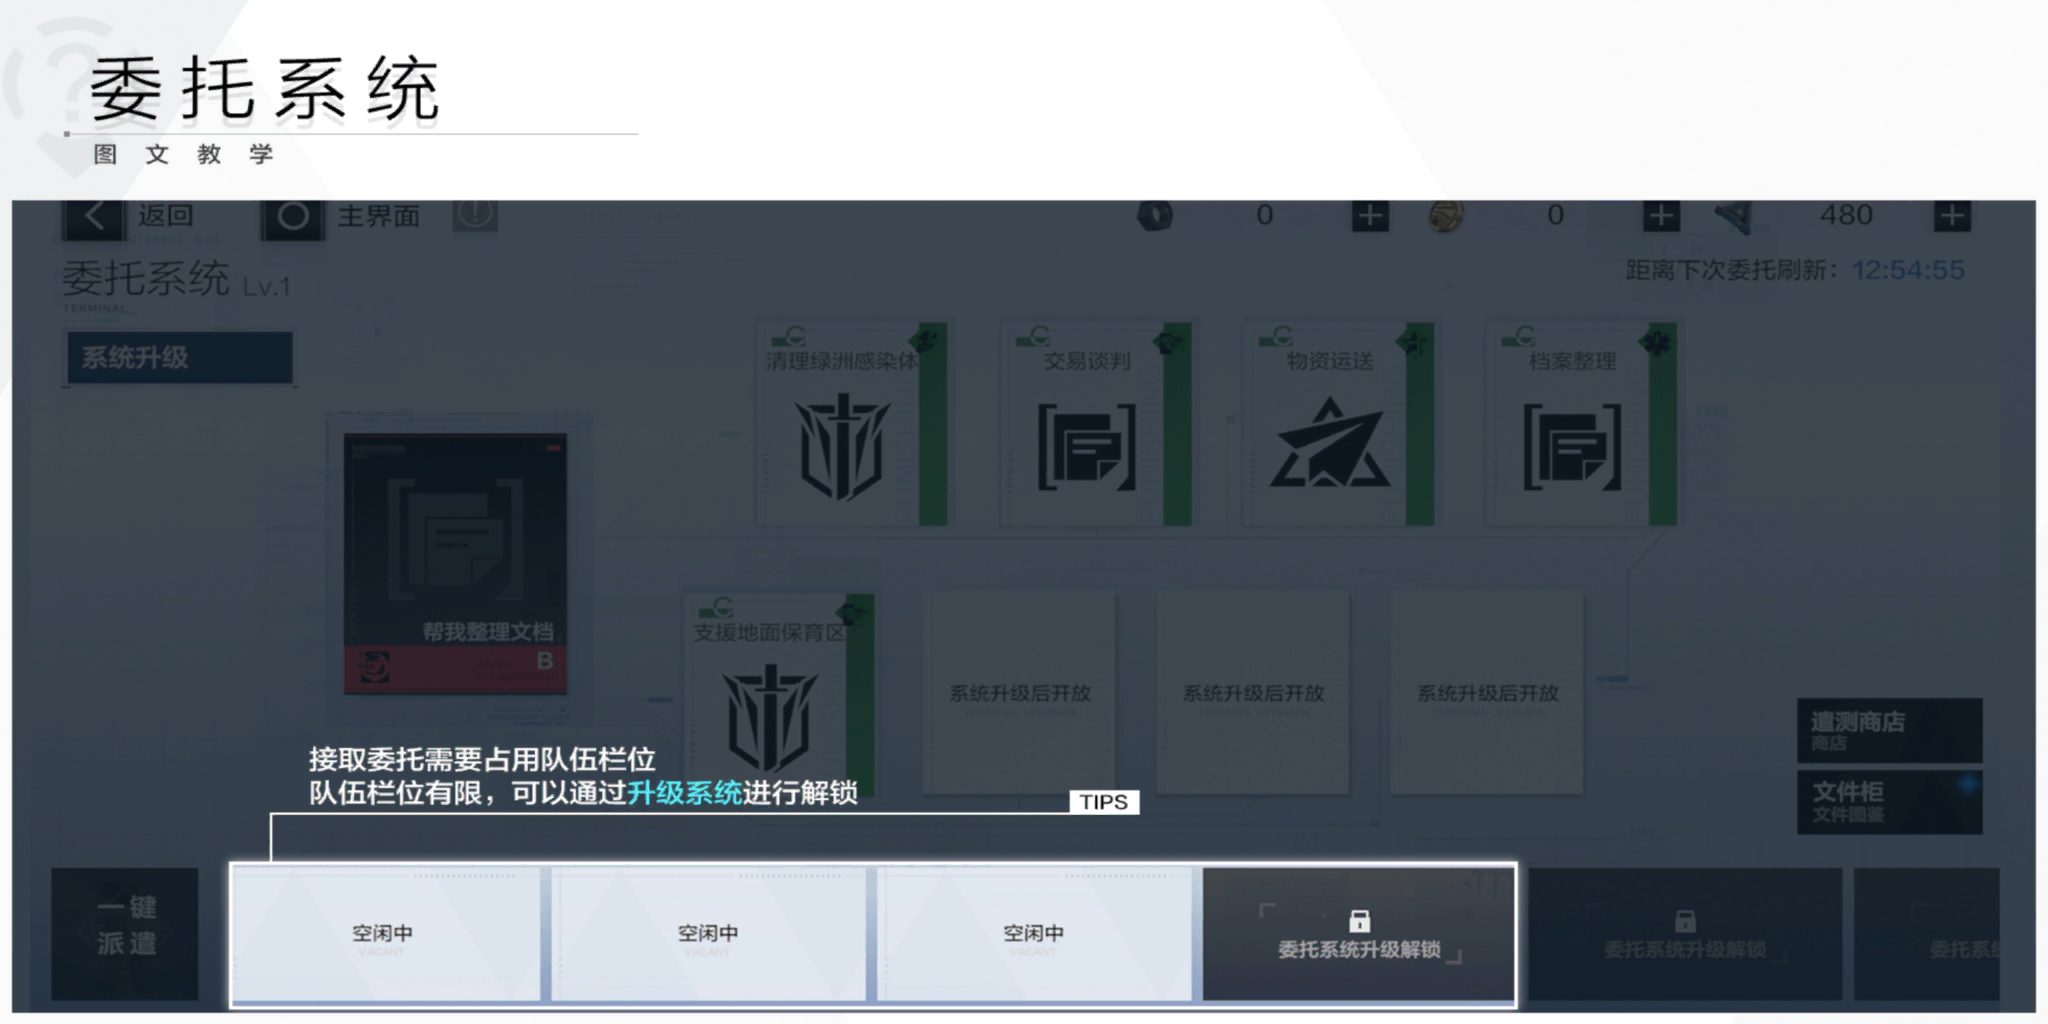 委托系统
图文教学
返回
主界面
0
0
480
委托系统 Lv.1
TERMINAL
距离下次委托刷新：12:54:55
系统升级
清理绿洲感染体
交易谈判
物资运送
档案整理
帮我整理文档
B
支援地面保育区
系统升级后开放
系统升级后开放
系统升级后开放
遣测商店
商店
文件柜
文件图鉴
接取委托需要占用队伍栏位
队伍栏位有限，可以通过升级系统进行解锁
TIPS
一键
派遣
空闲中
VACANT
空闲中
VACANT
空闲中
VACANT
委托系统升级解锁
委托系统升级解锁
委托系